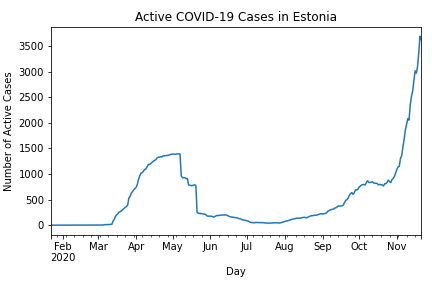 Active COVID-19 Cases in Estonia
Number of Active Cases
3500
3000
2500
2000
1500
1000
500
0
Feb Mar Apr May Jun Jul Aug Sep Oct Nov
2020
Day